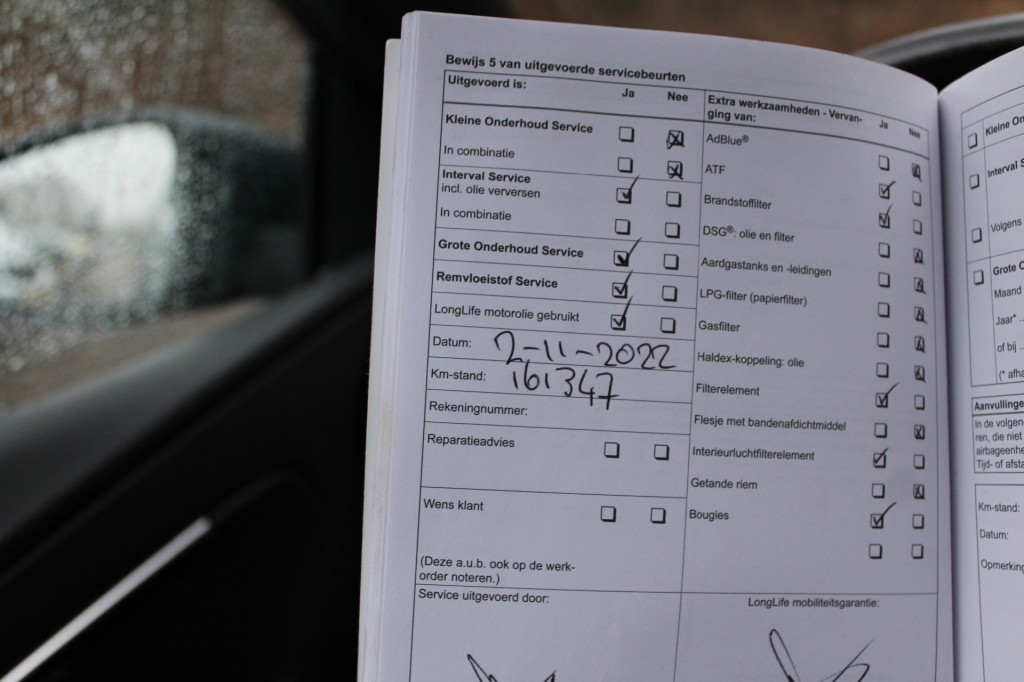 Bewijs 5 van uitgevoerde servicebeurten
Uitgevoerd is:
Ja Nee
Kleine Onderhoud Service
In combinatie
Interval Service
incl. olie verversen
In combinatie
Grote Onderhoud Service
Remvloeistof Service
LongLife motorolie gebruikt
Datum: 2-11-2022
Km-stand: 161347
Rekeningnummer:
Reparatieadvies
Wens klant
(Deze a.u.b. ook op de werk-
order noteren.)
Service uitgevoerd door:
Extra werkzaamheden - Vervan-
ging van:
Ja Nee
AdBlue®
ATF
Brandstoffilter
DSG®: olie en filter
Aardgastanks en -leidingen
LPG-filter (papierfilter)
Gasfilter
Haldex-koppeling: olie
Filterelement
Flesje met bandenafdichtmiddel
Interieurluchtfilterelement
Getande riem
Bougies
LongLife mobiliteitsgarantie:
Kleine On
Interval S
Volgens
Grote O
Maand
Jaar* ..
of bij ...
(* afha
Aanvullinge
In de volgen
ren, die niet
airbageenhe
Tijd- of afsta
Km-stand:
Datum:
Opmerking